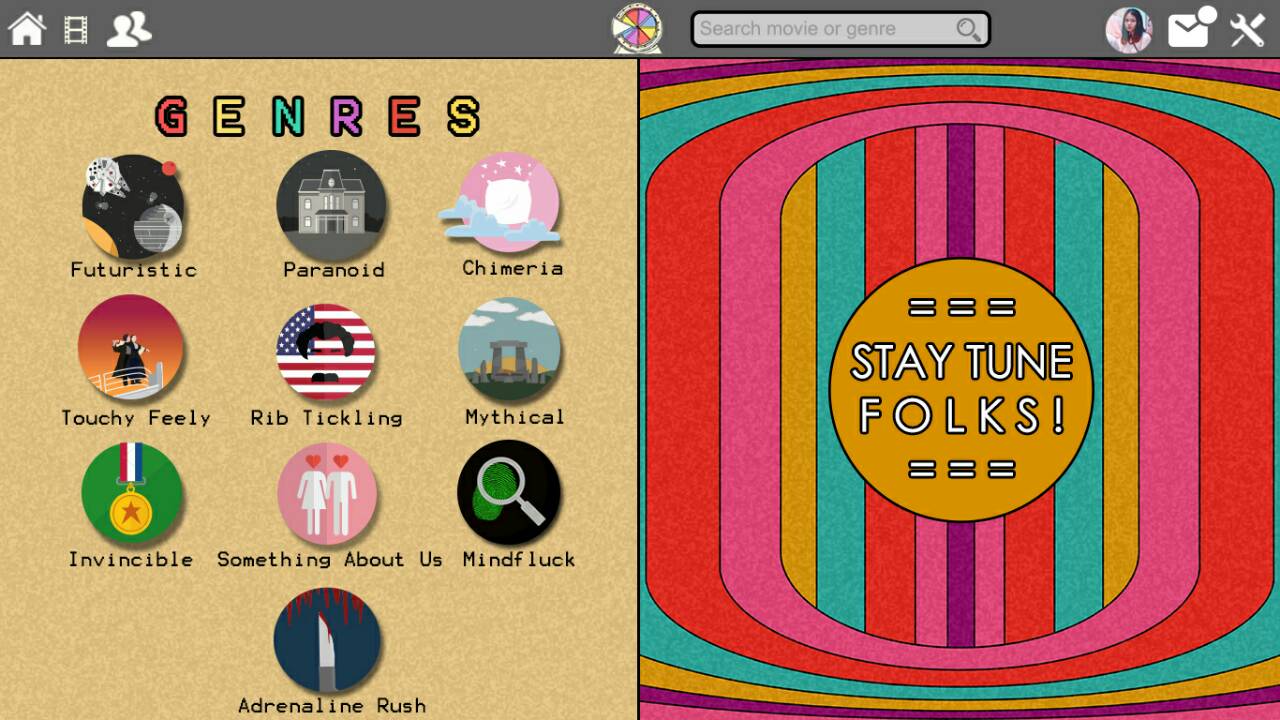 Search movie or genre
GENRES
Futuristic
Paranoid
Chimeria
Touchy Feely
Rib Tickling
Mythical
Invincible
Something About Us
Mindfluck
Adrenaline Rush
===
STAY TUNE
FOLKS!
===